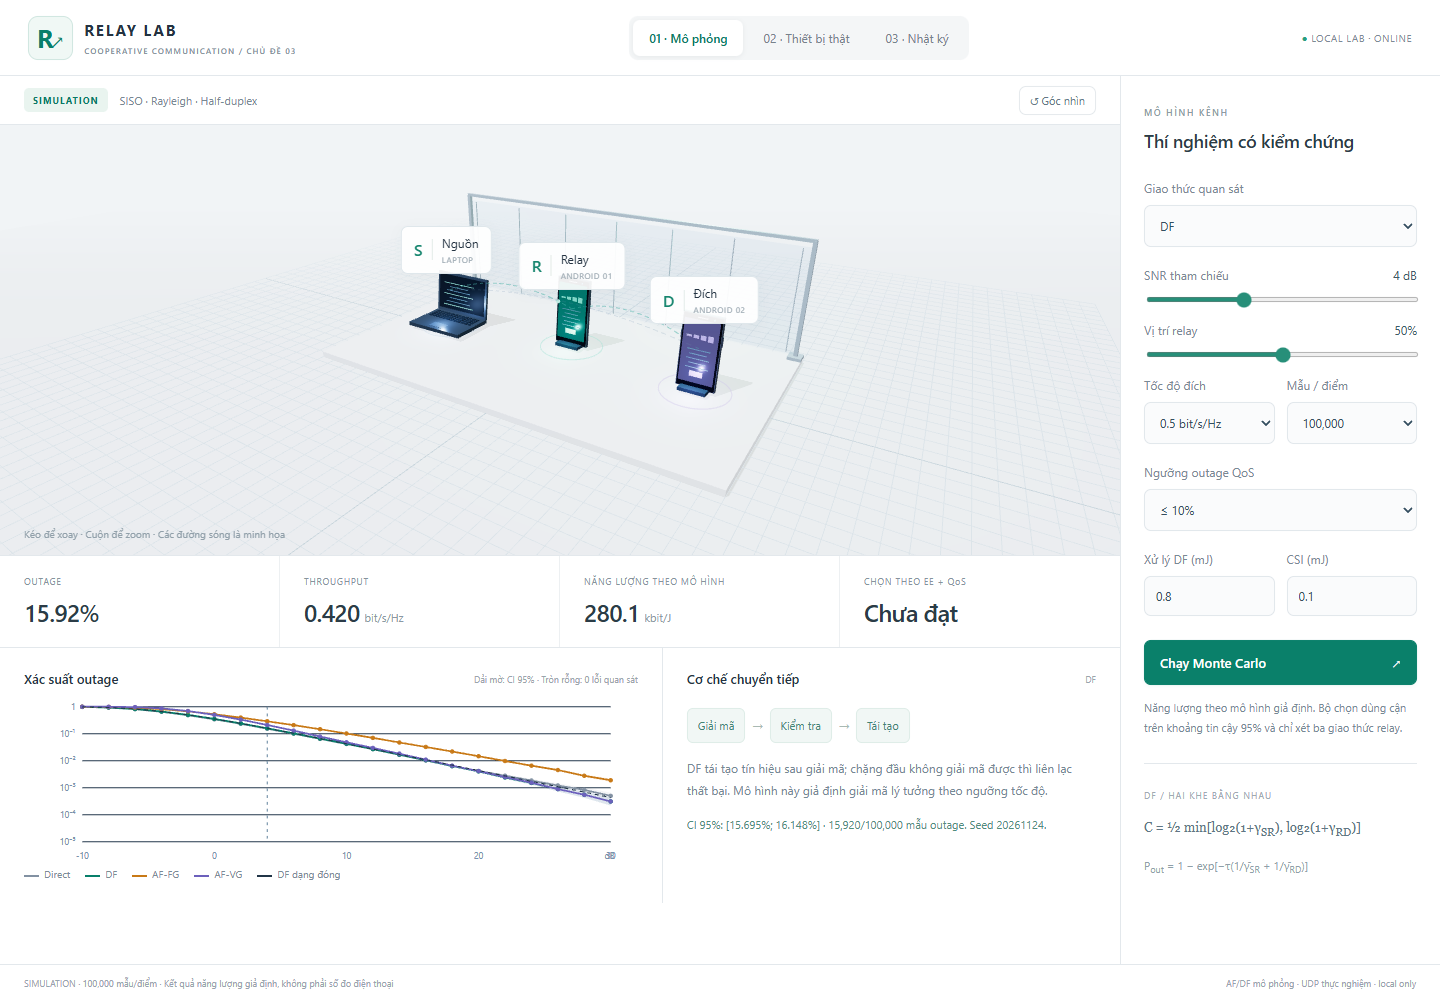 R↗
RELAY LAB
COOPERATIVE COMMUNICATION / CHỦ ĐỀ 03
01 · Mô phỏng
02 · Thiết bị thật
03 · Nhật ký
LOCAL LAB · ONLINE
SIMULATION
SISO · Rayleigh · Half-duplex
↺ Góc nhìn
S
Nguồn
LAPTOP
R
Relay
ANDROID 01
D
Đích
ANDROID 02
Kéo để xoay · Cuộn để zoom · Các đường sóng là minh họa
OUTAGE
15.92%
THROUGHPUT
0.420 bit/s/Hz
NĂNG LƯỢNG THEO MÔ HÌNH
280.1 kbit/J
CHỌN THEO EE + QoS
Chưa đạt
Xác suất outage
Dải mờ: CI 95% · Tròn rỗng: 0 lỗi quan sát
1
10⁻¹
10⁻²
10⁻³
10⁻⁴
10⁻⁵
-10
0
10
20
Direct
DF
AF-FG
AF-VG
DF dạng đóng
Cơ chế chuyển tiếp
DF
Giải mã → Kiểm tra → Tái tạo
DF tái tạo tín hiệu sau giải mã; chặng đầu không giải mã được thì liên lạc
thất bại. Mô hình này giả định giải mã lý tưởng theo ngưỡng tốc độ.
CI 95%: [15.695%; 16.148%] · 15,920/100,000 mẫu outage. Seed 20261124.
MÔ HÌNH KÊNH
Thí nghiệm có kiểm chứng
Giao thức quan sát
DF
SNR tham chiếu
4 dB
Vị trí relay
50%
Tốc độ đích
Mẫu / điểm
0.5 bit/s/Hz
100,000
Ngưỡng outage QoS
≤ 10%
Xử lý DF (mJ)
CSI (mJ)
0.8
0.1
Chạy Monte Carlo ↗
Năng lượng theo mô hình giả định. Bộ chọn dùng cận
trên khoảng tin cậy 95% và chỉ xét ba giao thức relay.
DF / HAI KHE BẰNG NHAU
C = ½ min[log₂(1+γSR), log₂(1+γRD)]
Pout = 1 − exp[−τ(1/γ̄SR + 1/γ̄RD)]
SIMULATION · 100,000 mẫu/điểm · Kết quả năng lượng giả định, không phải số đo điện thoại
AF/DF mô phỏng · UDP thực nghiệm · local only